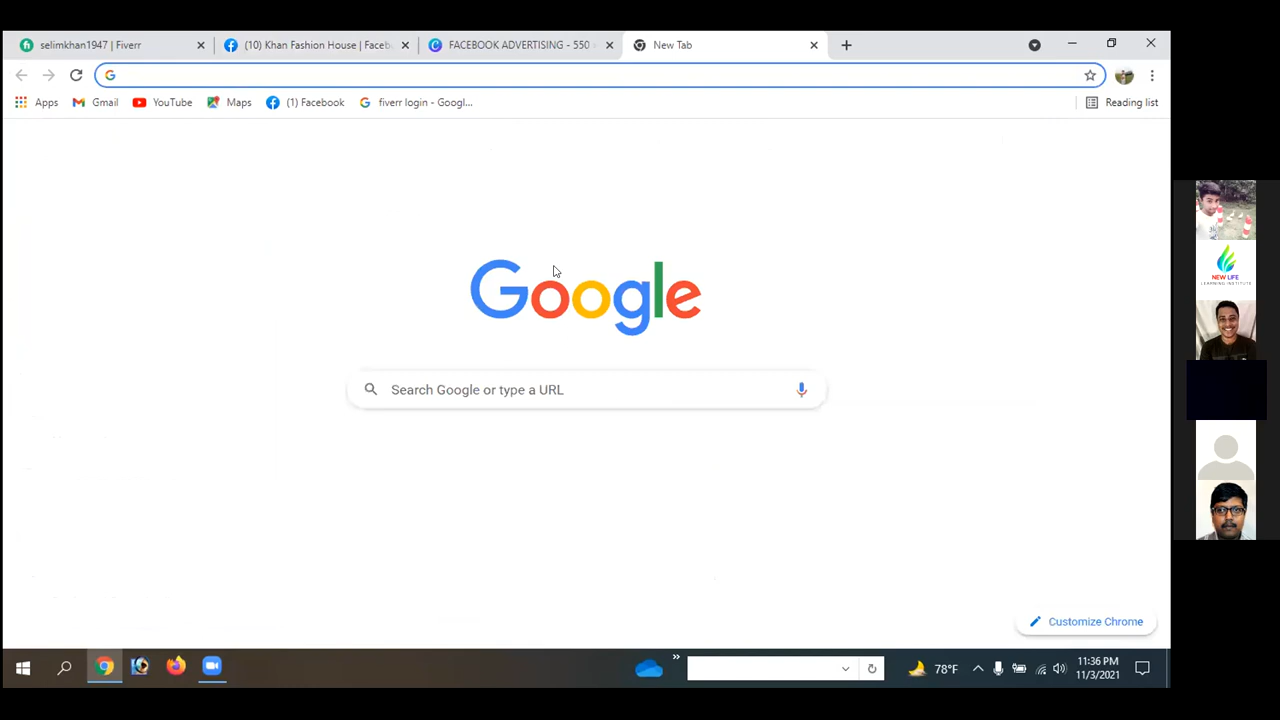 selimkhan1947 | Fiverr
(10) Khan Fashion House | Faceb
FACEBOOK ADVERTISING - 550
New Tab
Apps
Gmail
YouTube
Maps
(1) Facebook
fiverr login - Googl...
Reading list
Google
Search Google or type a URL
NEW LIFE
LEARNING INSTITUTE
Customize Chrome
78°F
11:36 PM
11/3/2021